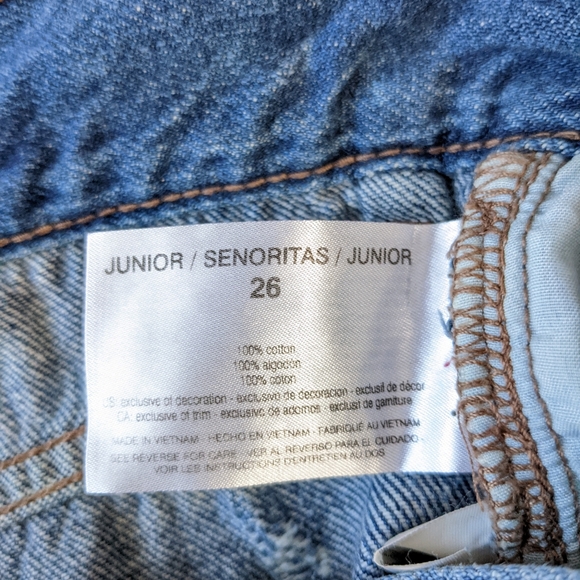 JUNIOR / SENORITAS / JUNIOR
26
100% cotton
100% algodon
100% coton
US: exclusive of decoration - exclusivo de decoracion - exclusif de décor
CA: exclusive of trim - exclusivo de adornos - exclusif de garniture
MADE IN VIETNAM - HECHO EN VIETNAM - FABRIQUÉ AU VIETNAM
SEE REVERSE FOR CARE - VER AL REVERSO PARA EL CUIDADO -
VOIR LES INSTRUCTIONS D'ENTRETIEN AU DOS